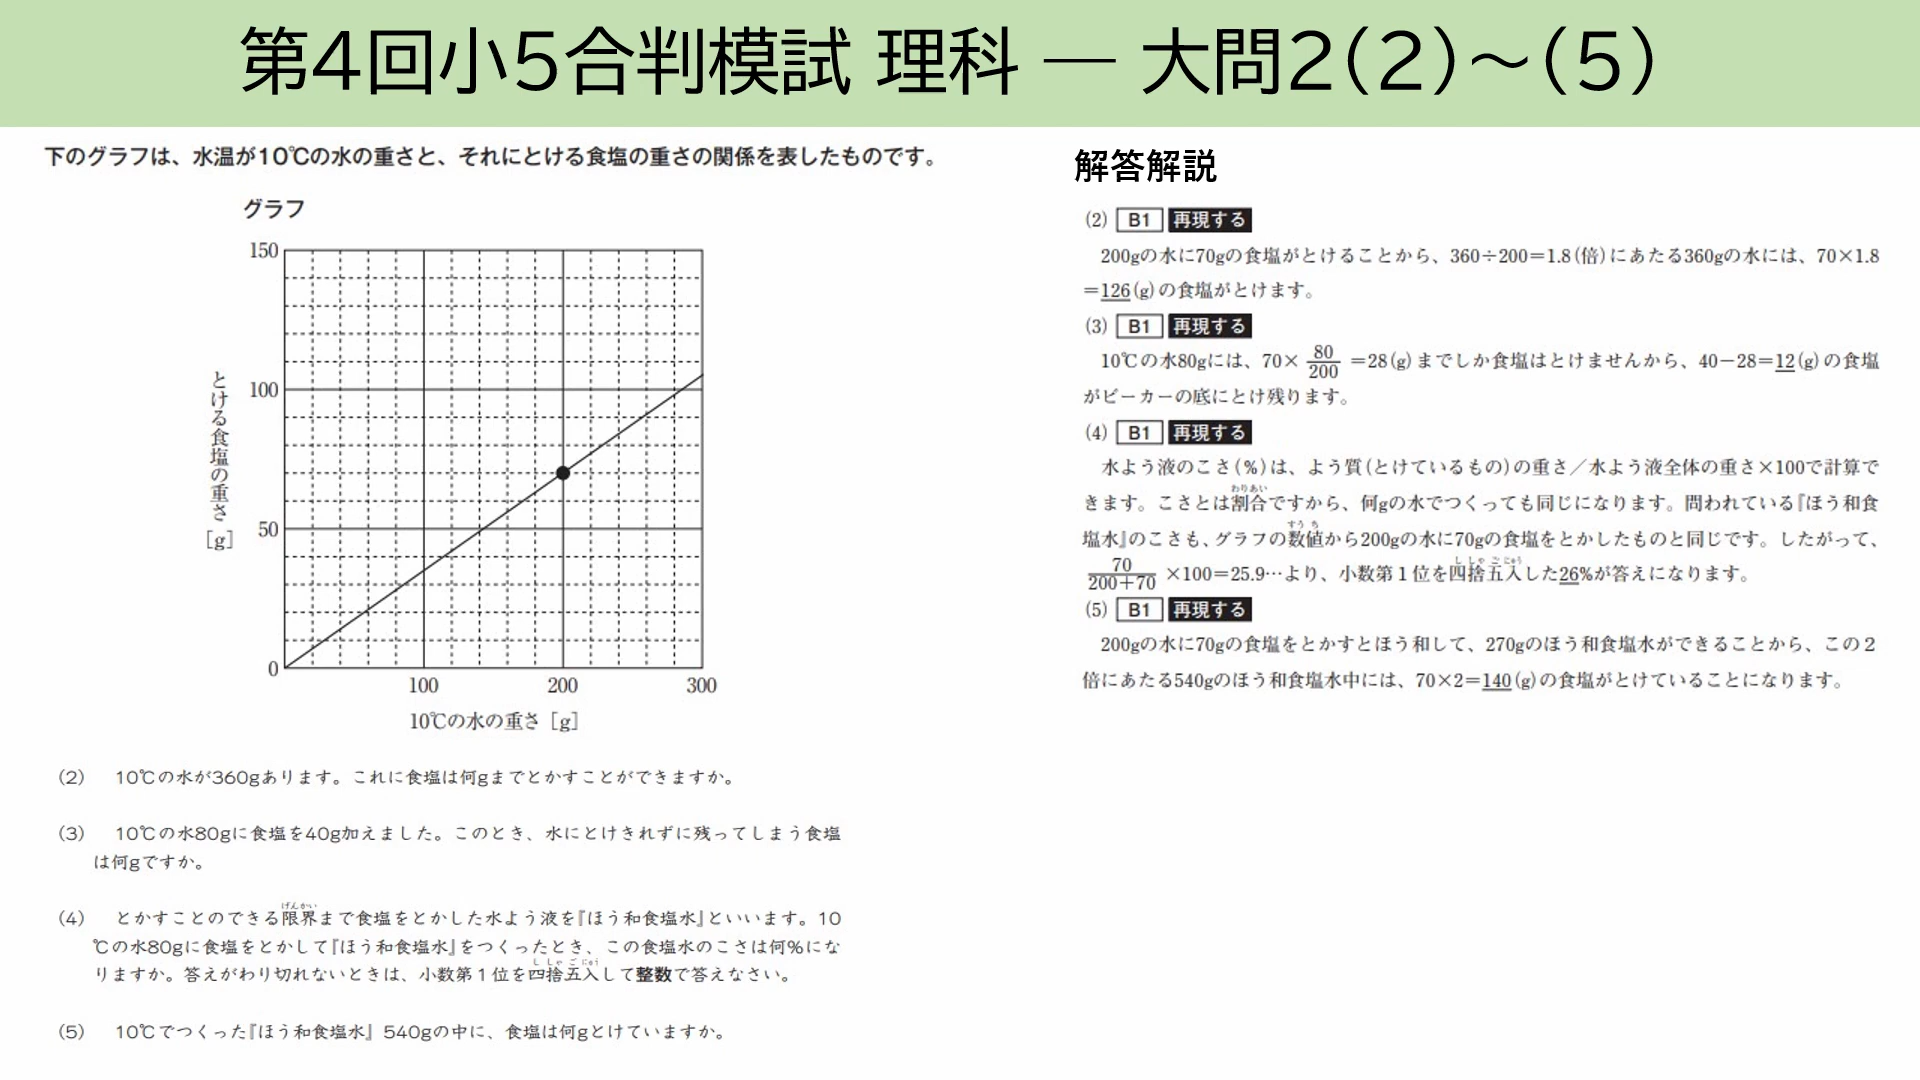 第4回小5合判模試 理科 ― 大問2(2)～(5)
下のグラフは、水温が10℃の水の重さと、それにとける食塩の重さの関係を表したものです。
グラフ
150
100
50
0
100 200 300
とける食塩の重さ[g]
10℃の水の重さ[g]
(2) 10℃の水が360gあります。これに食塩は何gまでとかすことができますか。
(3) 10℃の水80gに食塩を40g加えました。このとき、水にとけきれずに残ってしまう食塩
は何gですか。
げんかい
(4) とかすことのできる限界まで食塩をとかした水よう液を『ほう和食塩水』といいます。10
℃の水80gに食塩をとかして『ほう和食塩水』をつくったとき、この食塩水のこさは何%にな
し しゃ ご にゅう
りますか。答えがわり切れないときは、小数第1位を四捨五入して整数で答えなさい。
(5) 10℃でつくった『ほう和食塩水』540gの中に、食塩は何gとけていますか。
解答解説
(2) B1 再現する
200gの水に70gの食塩がとけることから、360÷200=1.8(倍)にあたる360gの水には、70×1.8
=126(g)の食塩がとけます。
(3) B1 再現する
10℃の水80gには、70×80/200=28(g)までしか食塩はとけませんから、40-28=12(g)の食塩
がビーカーの底にとけ残ります。
(4) B1 再現する
水よう液のこさ(%)は、よう質(とけているもの)の重さ/水よう液全体の重さ×100で計算で
わりあい
きます。こさとは割合ですから、何gの水でつくっても同じになります。問われている『ほう和食
すう ち
塩水』のこさも、グラフの数値から200gの水に70gの食塩をとかしたものと同じです。したがって、
し しゃ ご にゅう
70/200+70×100=25.9…より、小数第1位を四捨五入した26%が答えになります。
(5) B1 再現する
200gの水に70gの食塩をとかすとほう和して、270gのほう和食塩水ができることから、この2
倍にあたる540gのほう和食塩水中には、70×2=140(g)の食塩がとけていることになります。